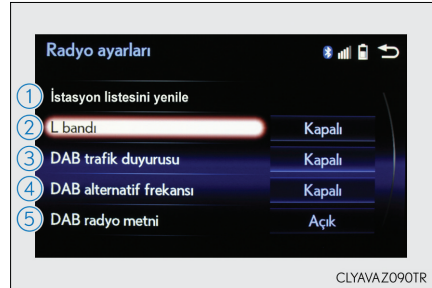 Radyo ayarları
1 İstasyon listesini yenile
2 L bandı Kapalı
3 DAB trafik duyurusu Kapalı
4 DAB alternatif frekansı Kapalı
5 DAB radyo metni Açık
CLYAVAZ090TR